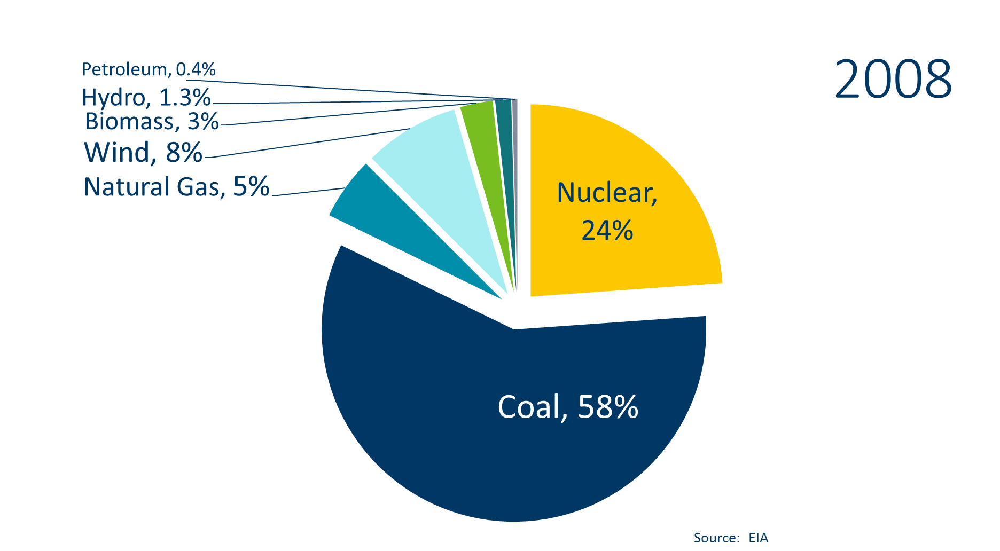 2008
Petroleum, 0.4%
Hydro, 1.3%
Biomass, 3%
Wind, 8%
Natural Gas, 5%
Nuclear,
24%
Coal, 58%
Source: EIA